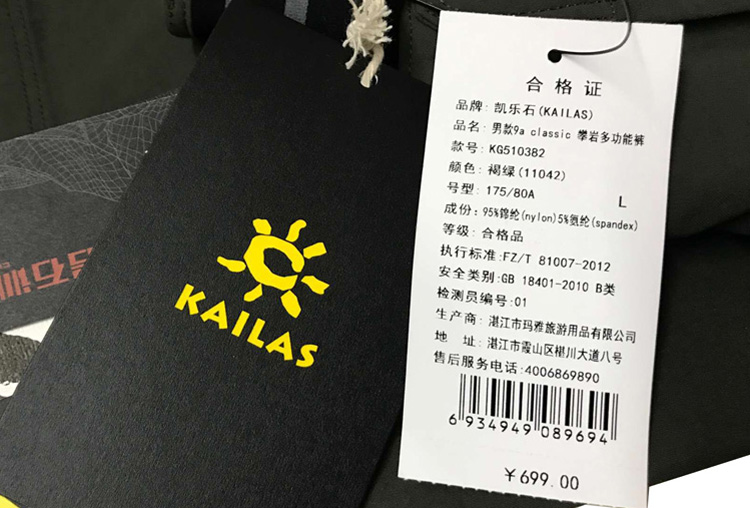 合格证
品牌: 凯乐石(KAILAS)
品名: 男款9a classic 攀岩多功能裤
款号: KG510382
颜色: 褐绿(11042)
号型: 175/80A L
成份: 95%锦纶(nylon)5%氨纶(spandex)
等级: 合格品
执行标准:FZ/T 81007-2012
安全类别:GB 18401-2010 B类
检测员编号:01
生产商: 湛江市玛雅旅游用品有限公司
地 址: 湛江市霞山区椹川大道八号
售后服务电话:4006869890
6 934949 089694
￥699.00
KAILAS
石训